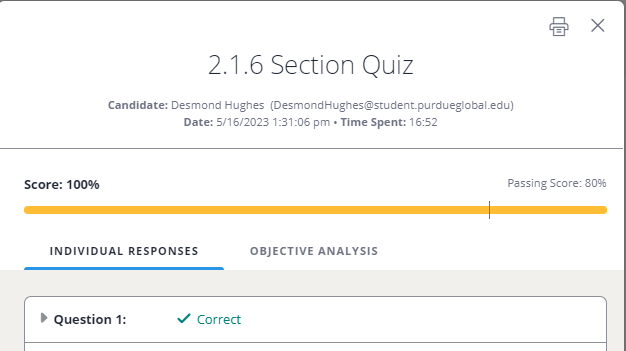 2.1.6 Section Quiz
Candidate: Desmond Hughes (DesmondHughes@student.purdueglobal.edu)
Date: 5/16/2023 1:31:06 pm • Time Spent: 16:52
Score: 100%
Passing Score: 80%
INDIVIDUAL RESPONSES
OBJECTIVE ANALYSIS
Question 1:
Correct